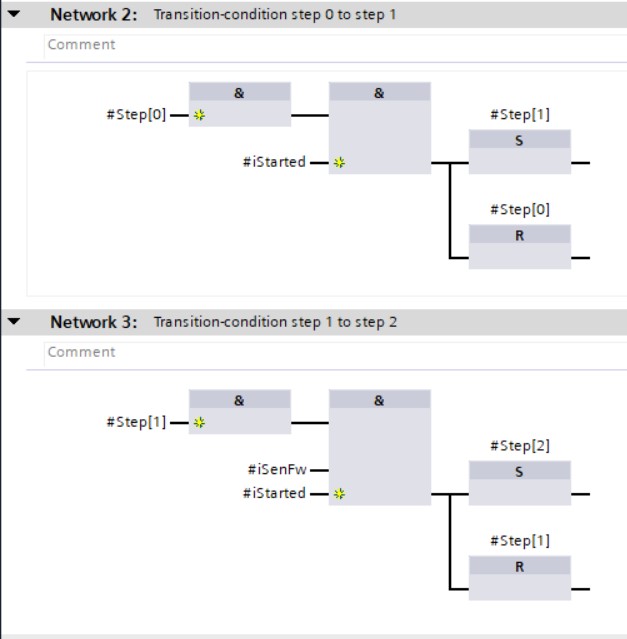 Network 2: Transition-condition step 0 to step 1
Comment
& &
#Step[0]
#Step[1]
S
#iStarted
#Step[0]
R
Network 3: Transition-condition step 1 to step 2
Comment
& &
#Step[1]
#Step[2]
#iSenFw
S
#iStarted
#Step[1]
R